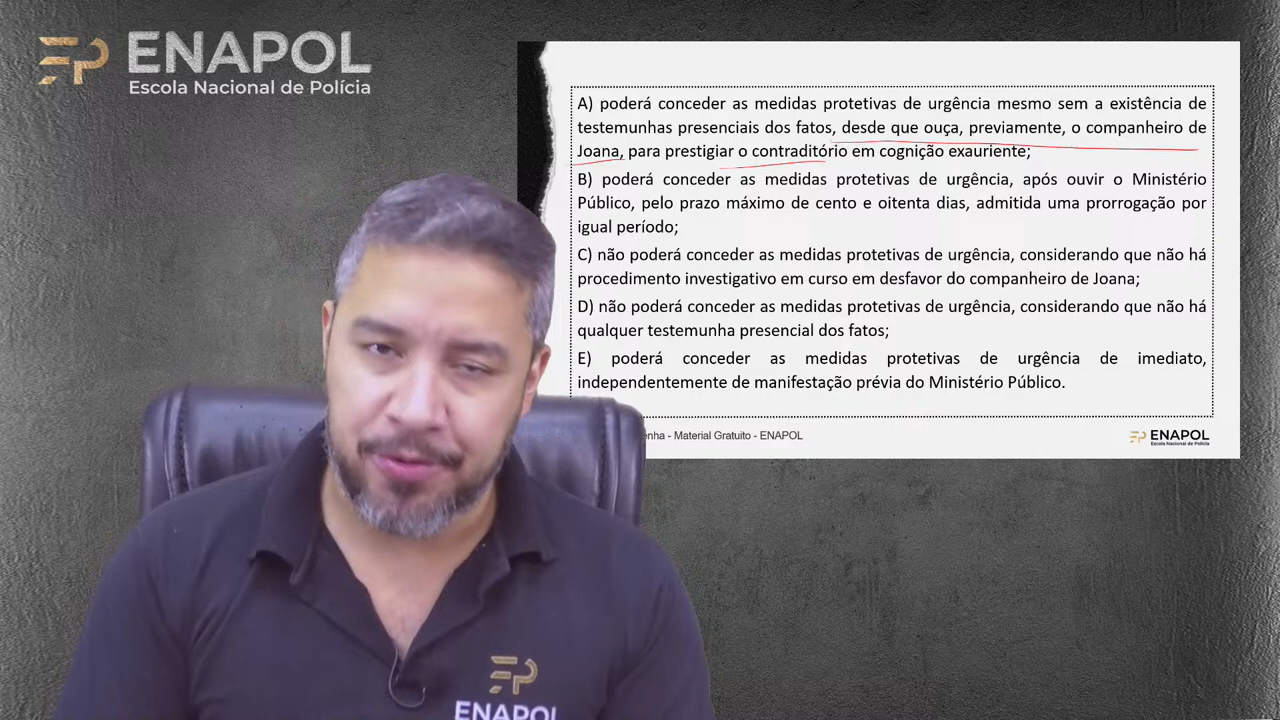 ENAPOL
Escola Nacional de Polícia
A) poderá conceder as medidas protetivas de urgência mesmo sem a existência de
testemunhas presenciais dos fatos, desde que ouça, previamente, o companheiro de
Joana, para prestigiar o contraditório em cognição exauriente;
B) poderá conceder as medidas protetivas de urgência, após ouvir o Ministério
Público, pelo prazo máximo de cento e oitenta dias, admitida uma prorrogação por
igual período;
C) não poderá conceder as medidas protetivas de urgência, considerando que não há
procedimento investigativo em curso em desfavor do companheiro de Joana;
D) não poderá conceder as medidas protetivas de urgência, considerando que não há
qualquer testemunha presencial dos fatos;
E) poderá conceder as medidas protetivas de urgência de imediato,
independentemente de manifestação prévia do Ministério Público.
- Material Gratuito - ENAPOL
ENAPOL
Escola Nacional de Polícia
ENAPOL